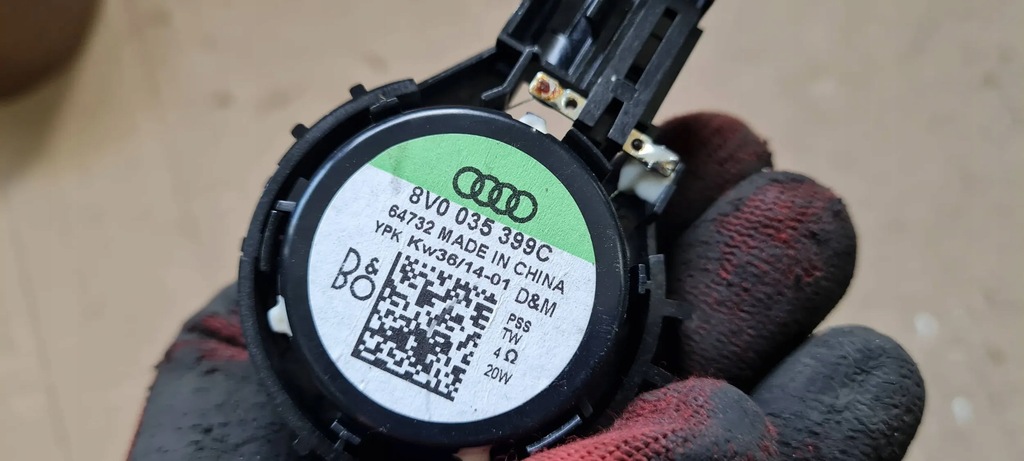 8V0 035 399C
64732 MADE IN CHINA
YPK Kw36/14-01 D&M
B&O
PSS
TW
4 Ω
20W